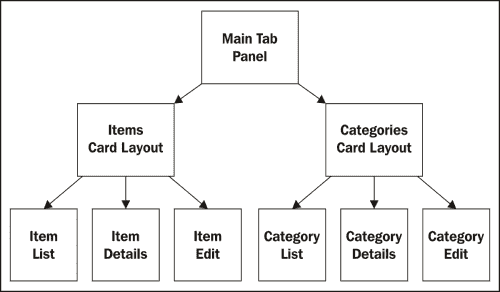 Main Tab
Panel
Items
Card Layout
Categories
Card Layout
Item
List
Item
Details
Item
Edit
Category
List
Category
Details
Category
Edit